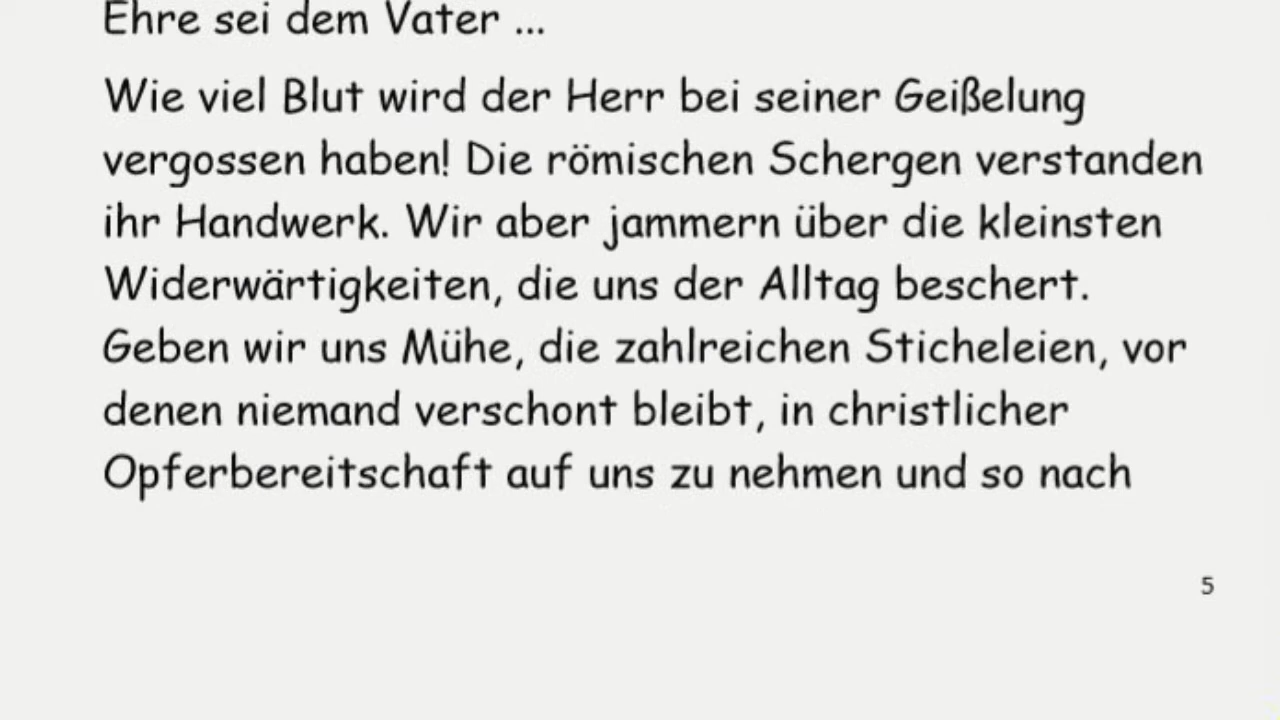 Ehre sei dem Vater ...
Wie viel Blut wird der Herr bei seiner Geißelung
vergossen haben! Die römischen Schergen verstanden
ihr Handwerk. Wir aber jammern über die kleinsten
Widerwärtigkeiten, die uns der Alltag beschert.
Geben wir uns Mühe, die zahlreichen Sticheleien, vor
denen niemand verschont bleibt, in christlicher
Opferbereitschaft auf uns zu nehmen und so nach
5